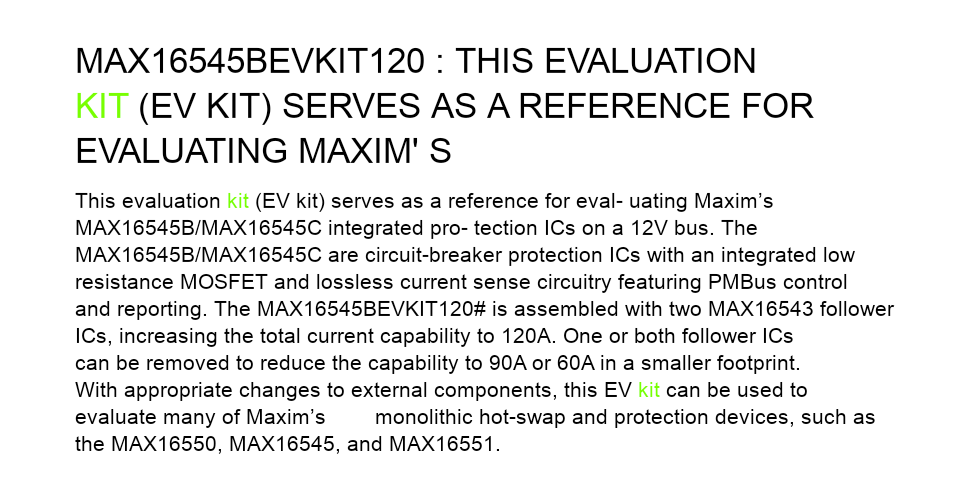 MAX16545BEVKIT120 : THIS EVALUATION
KIT (EV KIT) SERVES AS A REFERENCE FOR
EVALUATING MAXIM' S
This evaluation kit (EV kit) serves as a reference for eval- uating Maxim’s
MAX16545B/MAX16545C integrated pro- tection ICs on a 12V bus. The
MAX16545B/MAX16545C are circuit-breaker protection ICs with an integrated low
resistance MOSFET and lossless current sense circuitry featuring PMBus control
and reporting. The MAX16545BEVKIT120# is assembled with two MAX16543 follower
ICs, increasing the total current capability to 120A. One or both follower ICs
can be removed to reduce the capability to 90A or 60A in a smaller footprint.
With appropriate changes to external components, this EV kit can be used to
evaluate many of Maxim’s monolithic hot-swap and protection devices, such as
the MAX16550, MAX16545, and MAX16551.